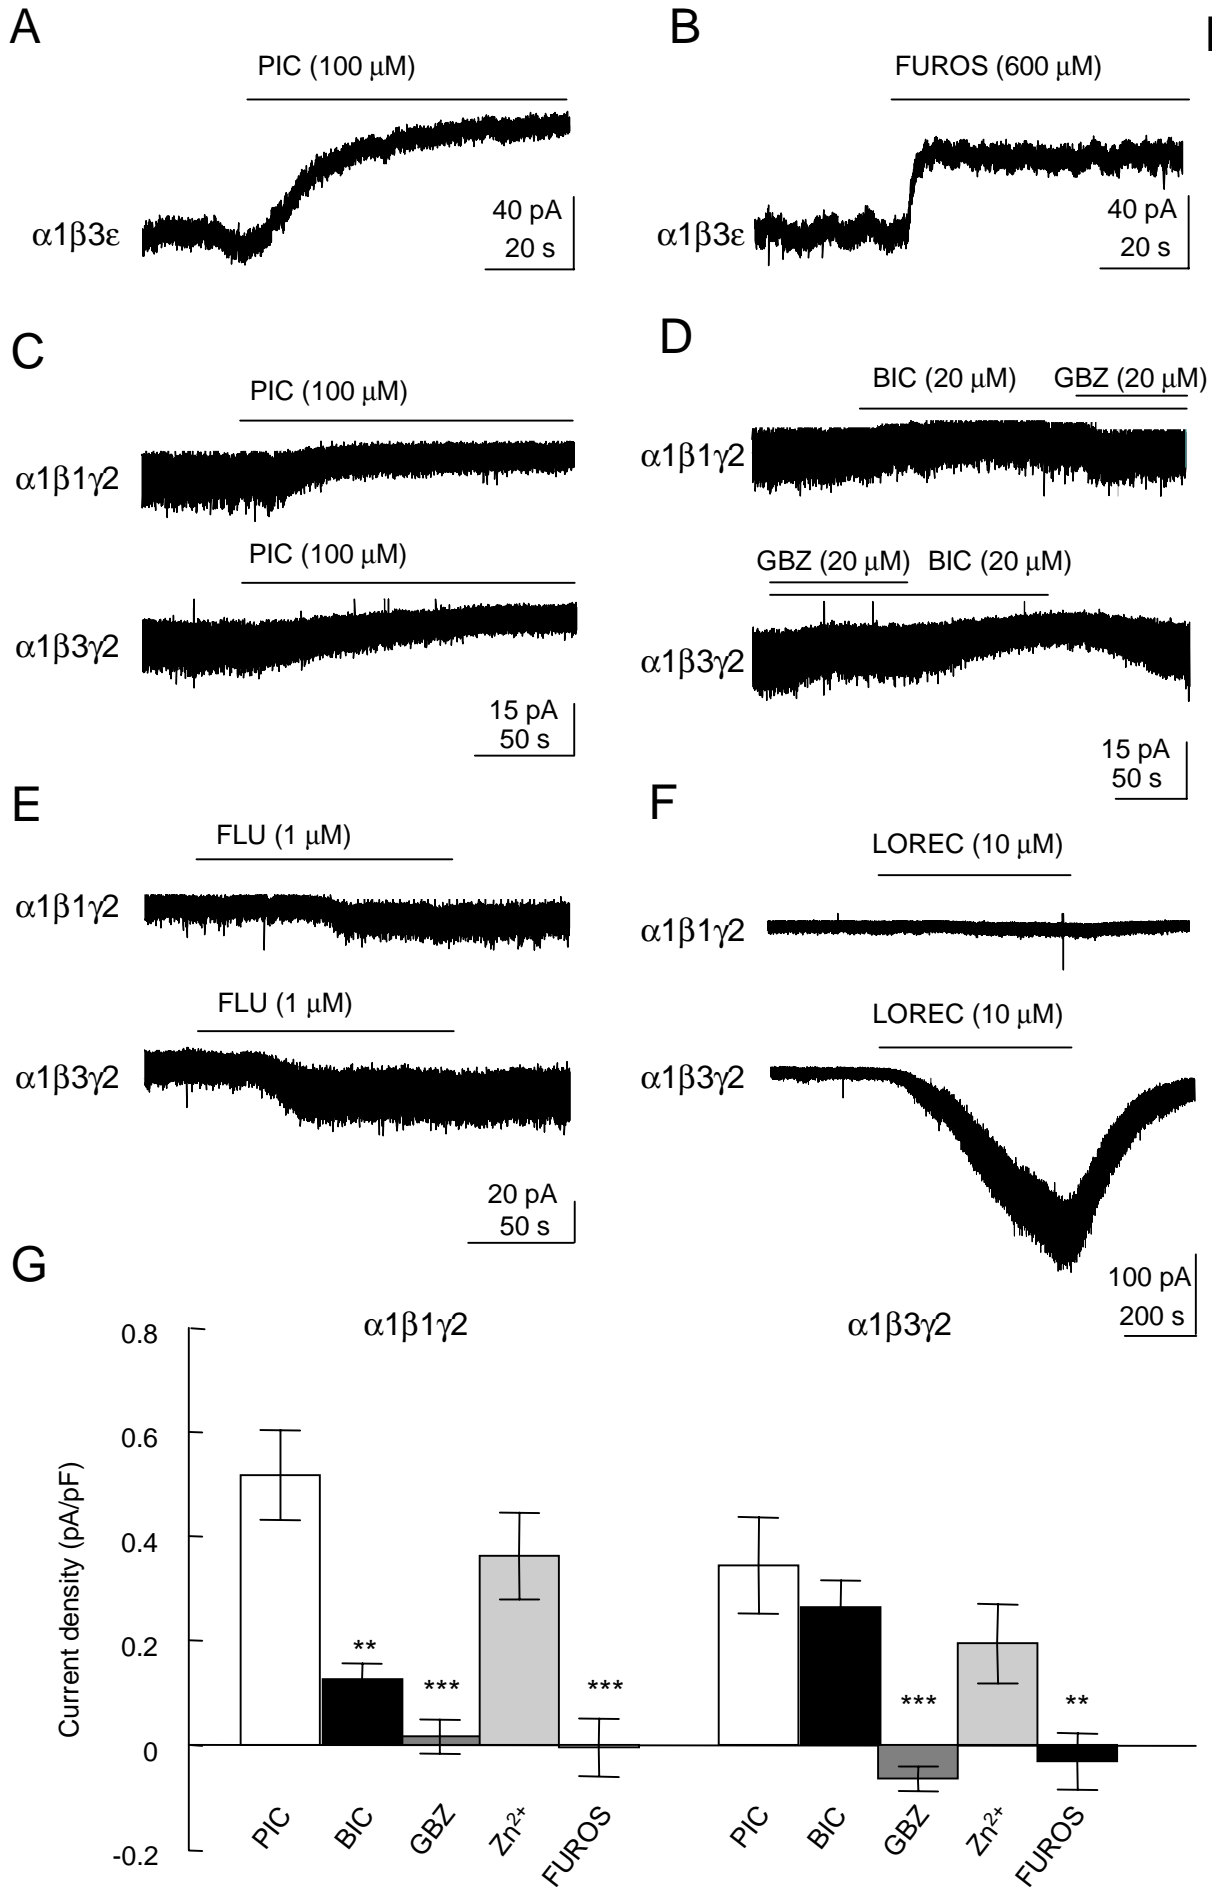 A
B
PIC (100 μM)
FUROS (600 μM)
α1β3ε
40 pA
20 s
α1β3ε
40 pA
20 s
C
D
PIC (100 μM)
BIC (20 μM)
GBZ (20 μM)
α1β1γ2
α1β1γ2
PIC (100 μM)
GBZ (20 μM)
BIC (20 μM)
α1β3γ2
α1β3γ2
15 pA
50 s
15 pA
50 s
E
F
FLU (1 μM)
LOREC (10 μM)
α1β1γ2
α1β1γ2
FLU (1 μM)
LOREC (10 μM)
α1β3γ2
α1β3γ2
20 pA
50 s
100 pA
200 s
G
α1β1γ2
α1β3γ2
Current density (pA/pF)
0.8
0.6
0.4
0.2
0
-0.2
**
***
***
***
**
PIC
BIC
GBZ
Zn²⁺
FUROS
PIC
BIC
GBZ
Zn²⁺
FUROS